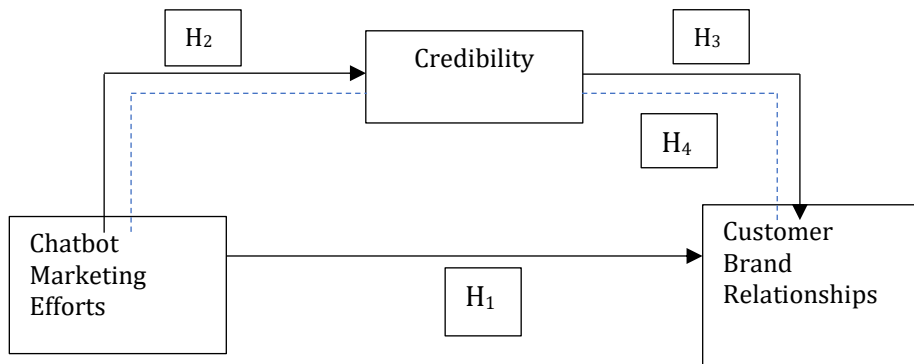 H₂
Credibility
H₃
H₄
Chatbot
Marketing
Efforts
H₁
Customer
Brand
Relationships